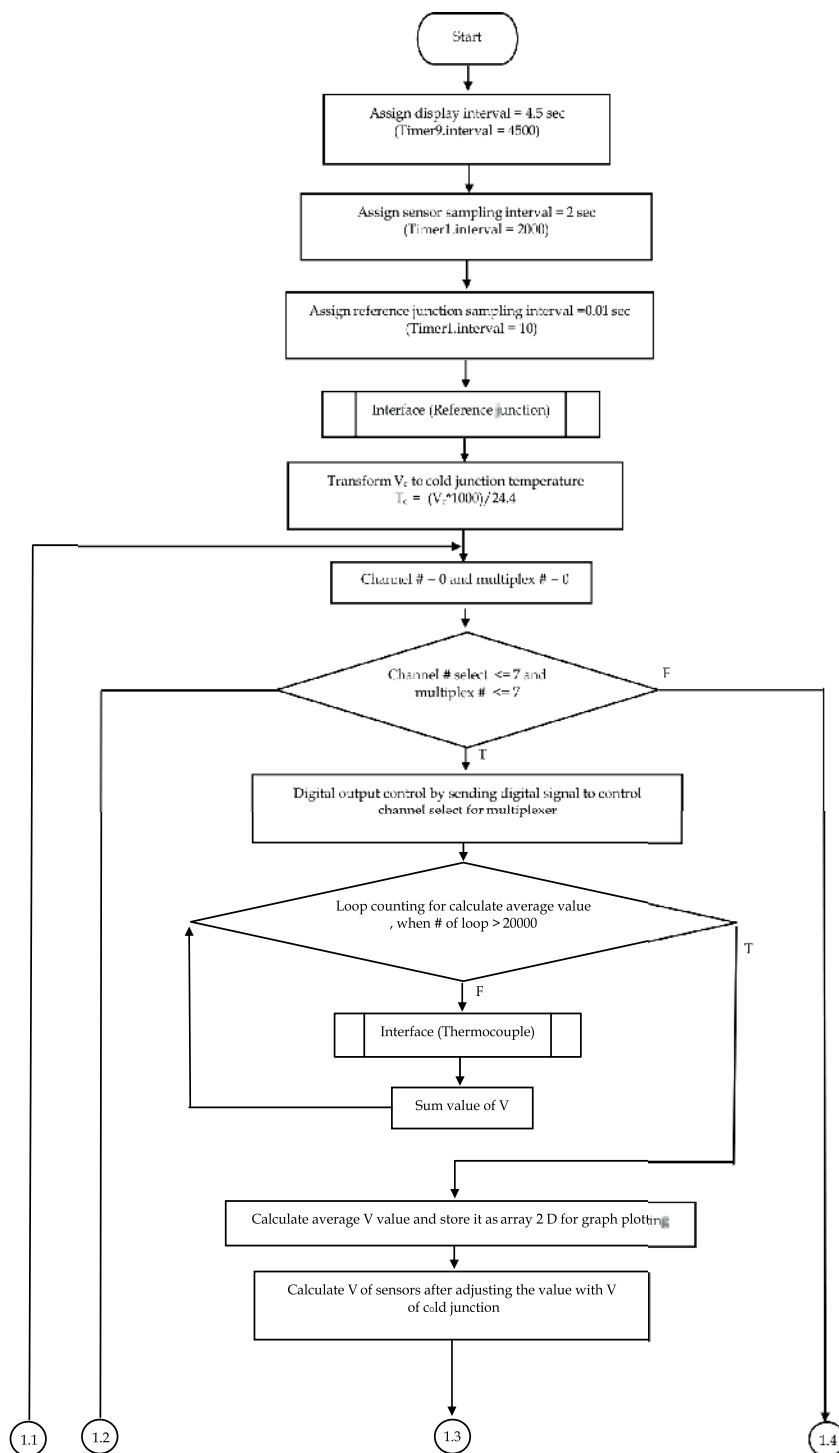 Start
Assign display interval = 4.5 sec
(Timer9.interval = 4500)
Assign sensor sampling interval = 2 sec
(Timer1.interval = 2000)
Assign reference junction sampling interval =0.01 sec
(Timer1.interval = 10)
Interface (Reference junction)
Transform Vc to cold junction temperature
Tc = (Vc*1000)/24.4
Channel # = 0 and multiplex # = 0
Channel # select <= 7 and
multiplex # <= 7
F
T
Digital output control by sending digital signal to control
channel select for multiplexer
Loop counting for calculate average value
, when # of loop > 20000
T
F
Interface (Thermocouple)
Sum value of V
Calculate average V value and store it as array 2 D for graph plotting
Calculate V of sensors after adjusting the value with V
of cold junction
1.1
1.2
1.3
1.4